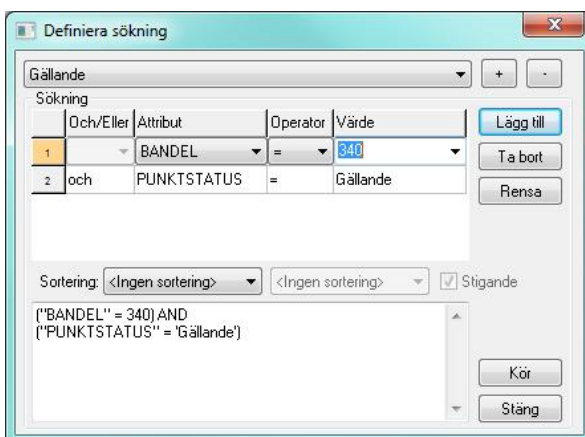 Definiera sökning
Gällande
+ -
Sökning
Och/Eller Attribut Operator Värde
1 BANDEL = 340
2 och PUNKTSTATUS = Gällande
Lägg till
Ta bort
Rensa
Sortering: <Ingen sortering> <Ingen sortering> Stigande
("BANDEL" = 340) AND
("PUNKTSTATUS" = 'Gällande')
Kör
Stäng